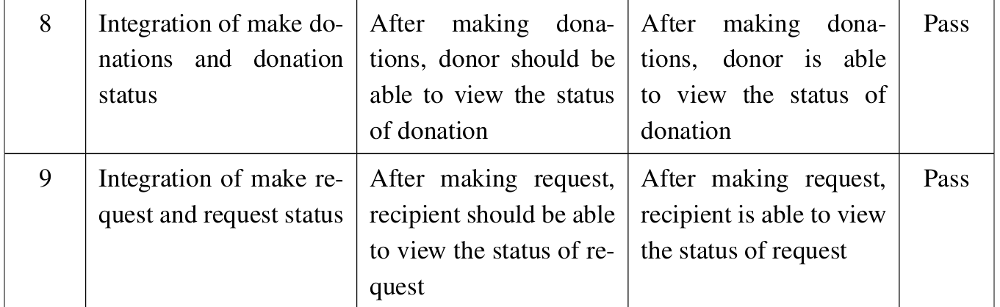 8
Integration of make do-
nations and donation
status
After making dona-
tions, donor should be
able to view the status
of donation
After making dona-
tions, donor is able
to view the status of
donation
Pass
9
Integration of make re-
quest and request status
After making request,
recipient should be able
to view the status of re-
quest
After making request,
recipient is able to view
the status of request
Pass